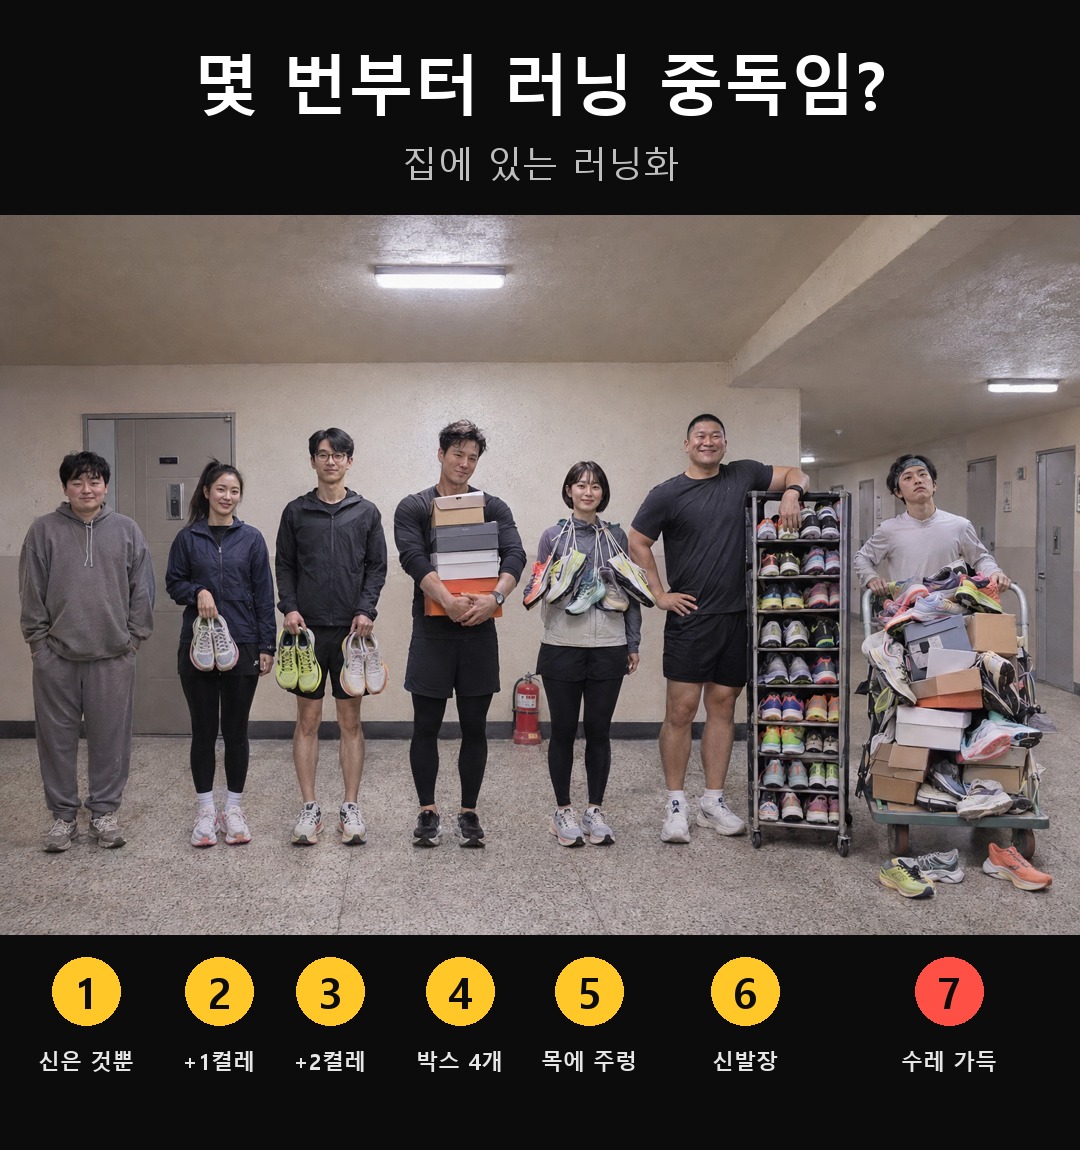 몇 번부터 러닝 중독임?
집에 있는 러닝화
1 2 3 4 5 6 7
신은 것뿐 +1켤레 +2켤레 박스 4개 목에 주렁 신발장 수레 가득